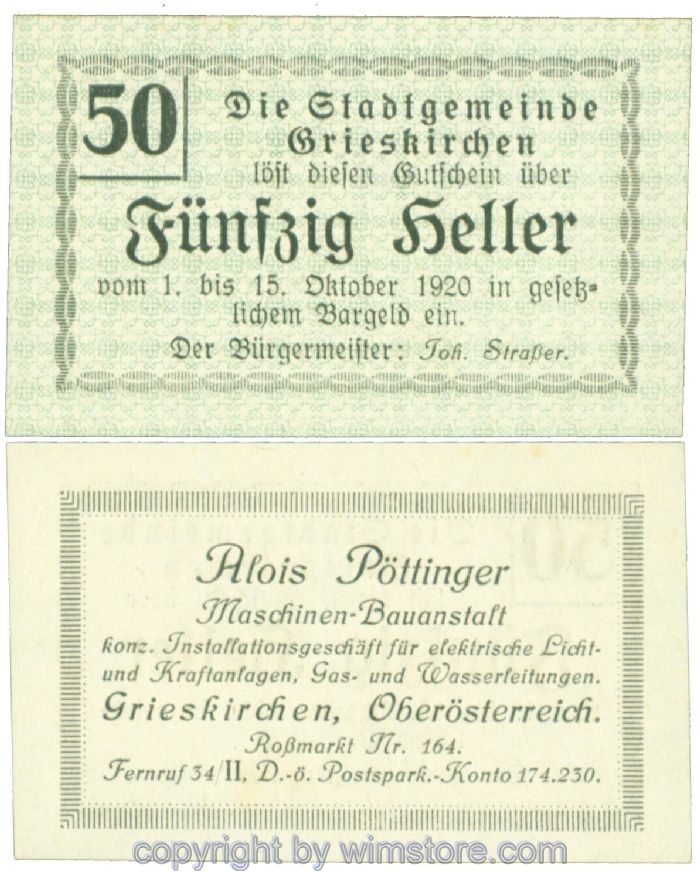 50
Die Stadtgemeinde
Grieskirchen
löst diesen Gutschein über
Fünfzig Heller
vom 1. bis 15. Oktober 1920 in gesetz-
lichem Bargeld ein.
Der Bürgermeister: Joh. Straßer.
Alois Pöttinger
Maschinen-Bauanstalt
konz. Installationsgeschäft für elektrische Licht-
und Kraftanlagen, Gas- und Wasserleitungen.
Grieskirchen, Oberösterreich.
Roßmarkt Nr. 164.
Fernruf 34/II, D.-ö. Postspark.-Konto 174.230.
copyright by wimstore.com